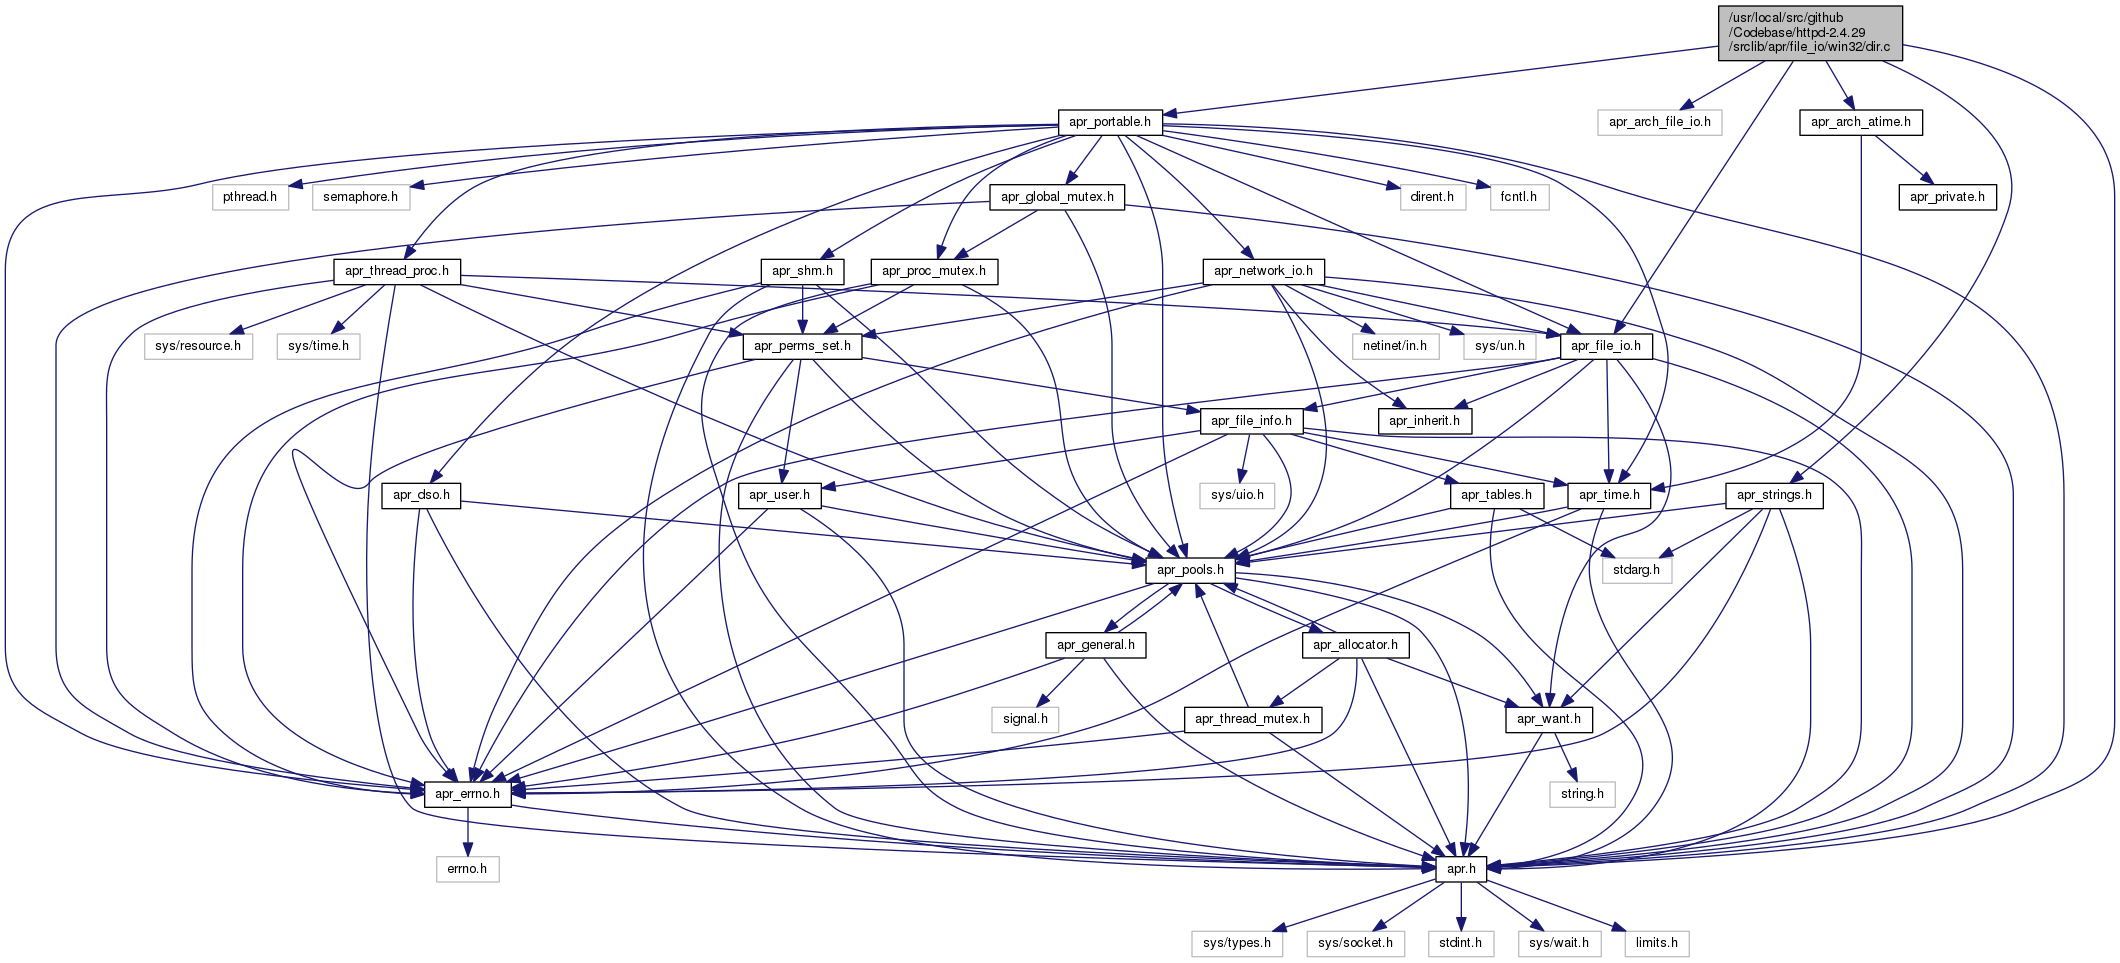 /usr/local/src/github
/Codebase/httpd-2.4.29
/srclib/apr/file_io/win32/dir.c
apr_portable.h
apr_arch_file_io.h
apr_arch_atime.h
pthread.h
semaphore.h
apr_global_mutex.h
dirent.h
fcntl.h
apr_private.h
apr_thread_proc.h
apr_shm.h
apr_proc_mutex.h
apr_network_io.h
sys/resource.h
sys/time.h
apr_perms_set.h
netinet/in.h
sys/un.h
apr_file_io.h
apr_file_info.h
apr_inherit.h
apr_dso.h
apr_user.h
sys/uio.h
apr_tables.h
apr_time.h
apr_strings.h
apr_pools.h
stdarg.h
apr_general.h
apr_allocator.h
signal.h
apr_thread_mutex.h
apr_want.h
apr_errno.h
string.h
errno.h
apr.h
sys/types.h
sys/socket.h
stdint.h
sys/wait.h
limits.h